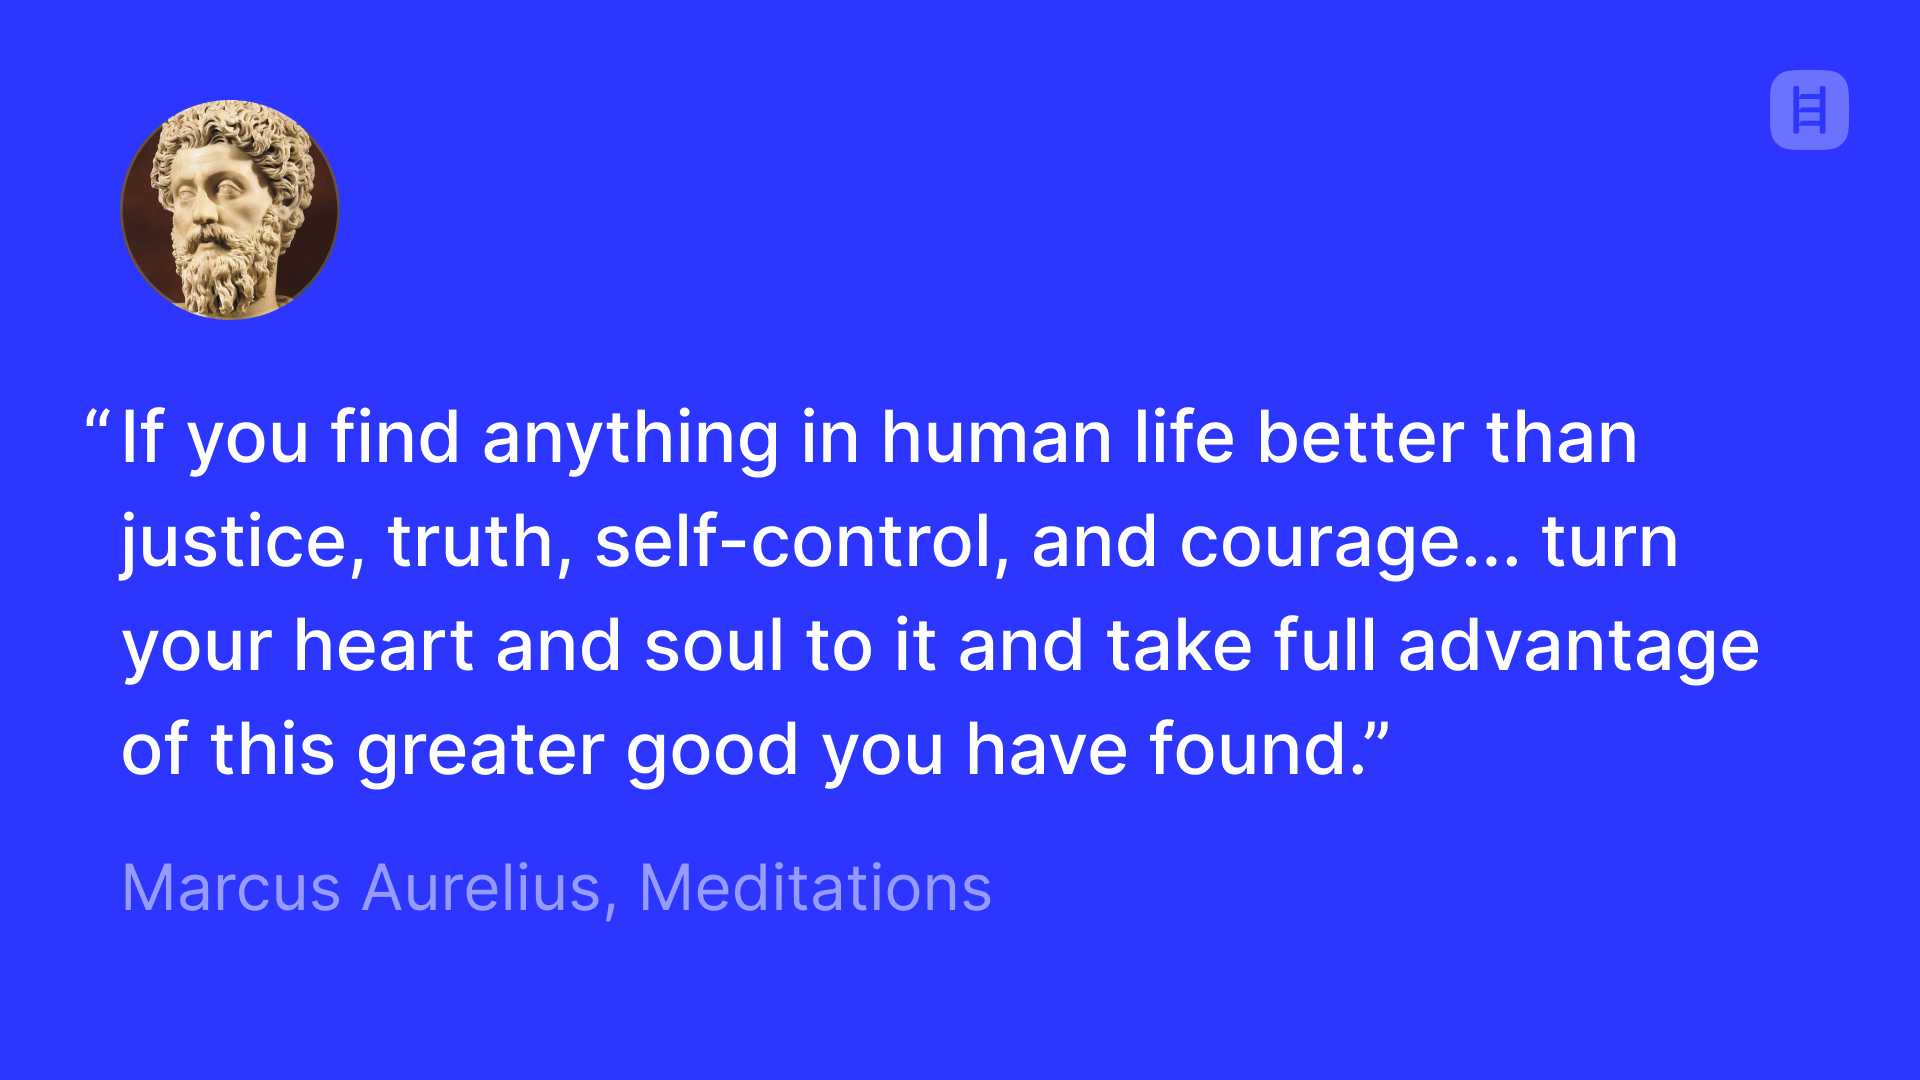 “If you find anything in human life better than
justice, truth, self-control, and courage... turn
your heart and soul to it and take full advantage
of this greater good you have found.”
Marcus Aurelius, Meditations